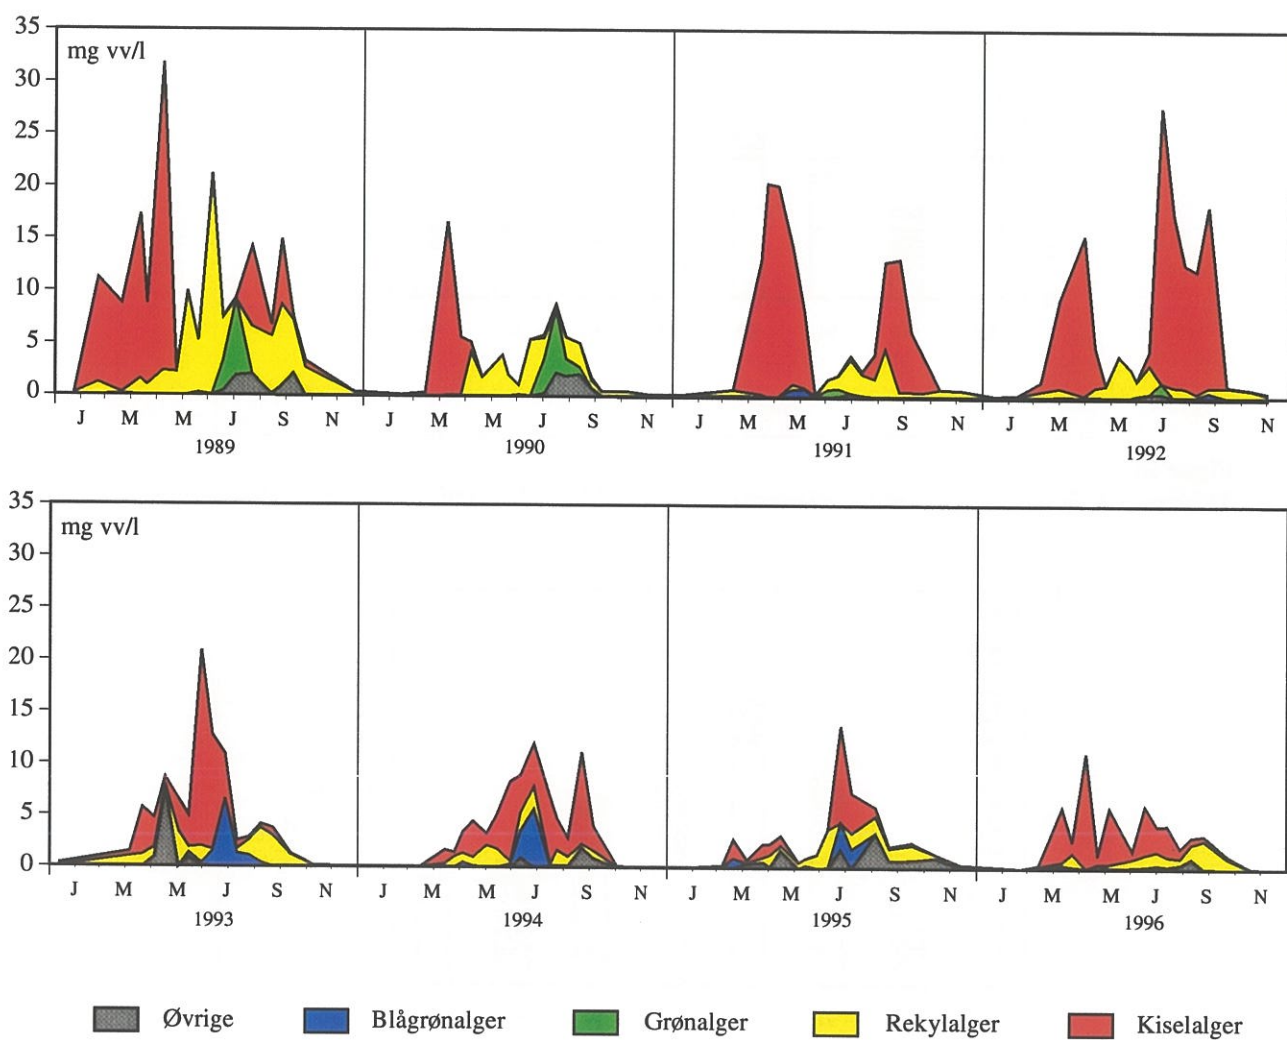 35
mg vv/l
30
25
20
15
10
5
0
J M M J S N J M M J S N J M M J S N J M M J S N
1989 1990 1991 1992
35
mg vv/l
30
25
20
15
10
5
0
J M M J S N J M M J S N J M M J S N J M M J S N
1993 1994 1995 1996
Øvrige Blågrønalger Grønalger Rekylalger Kiselalger